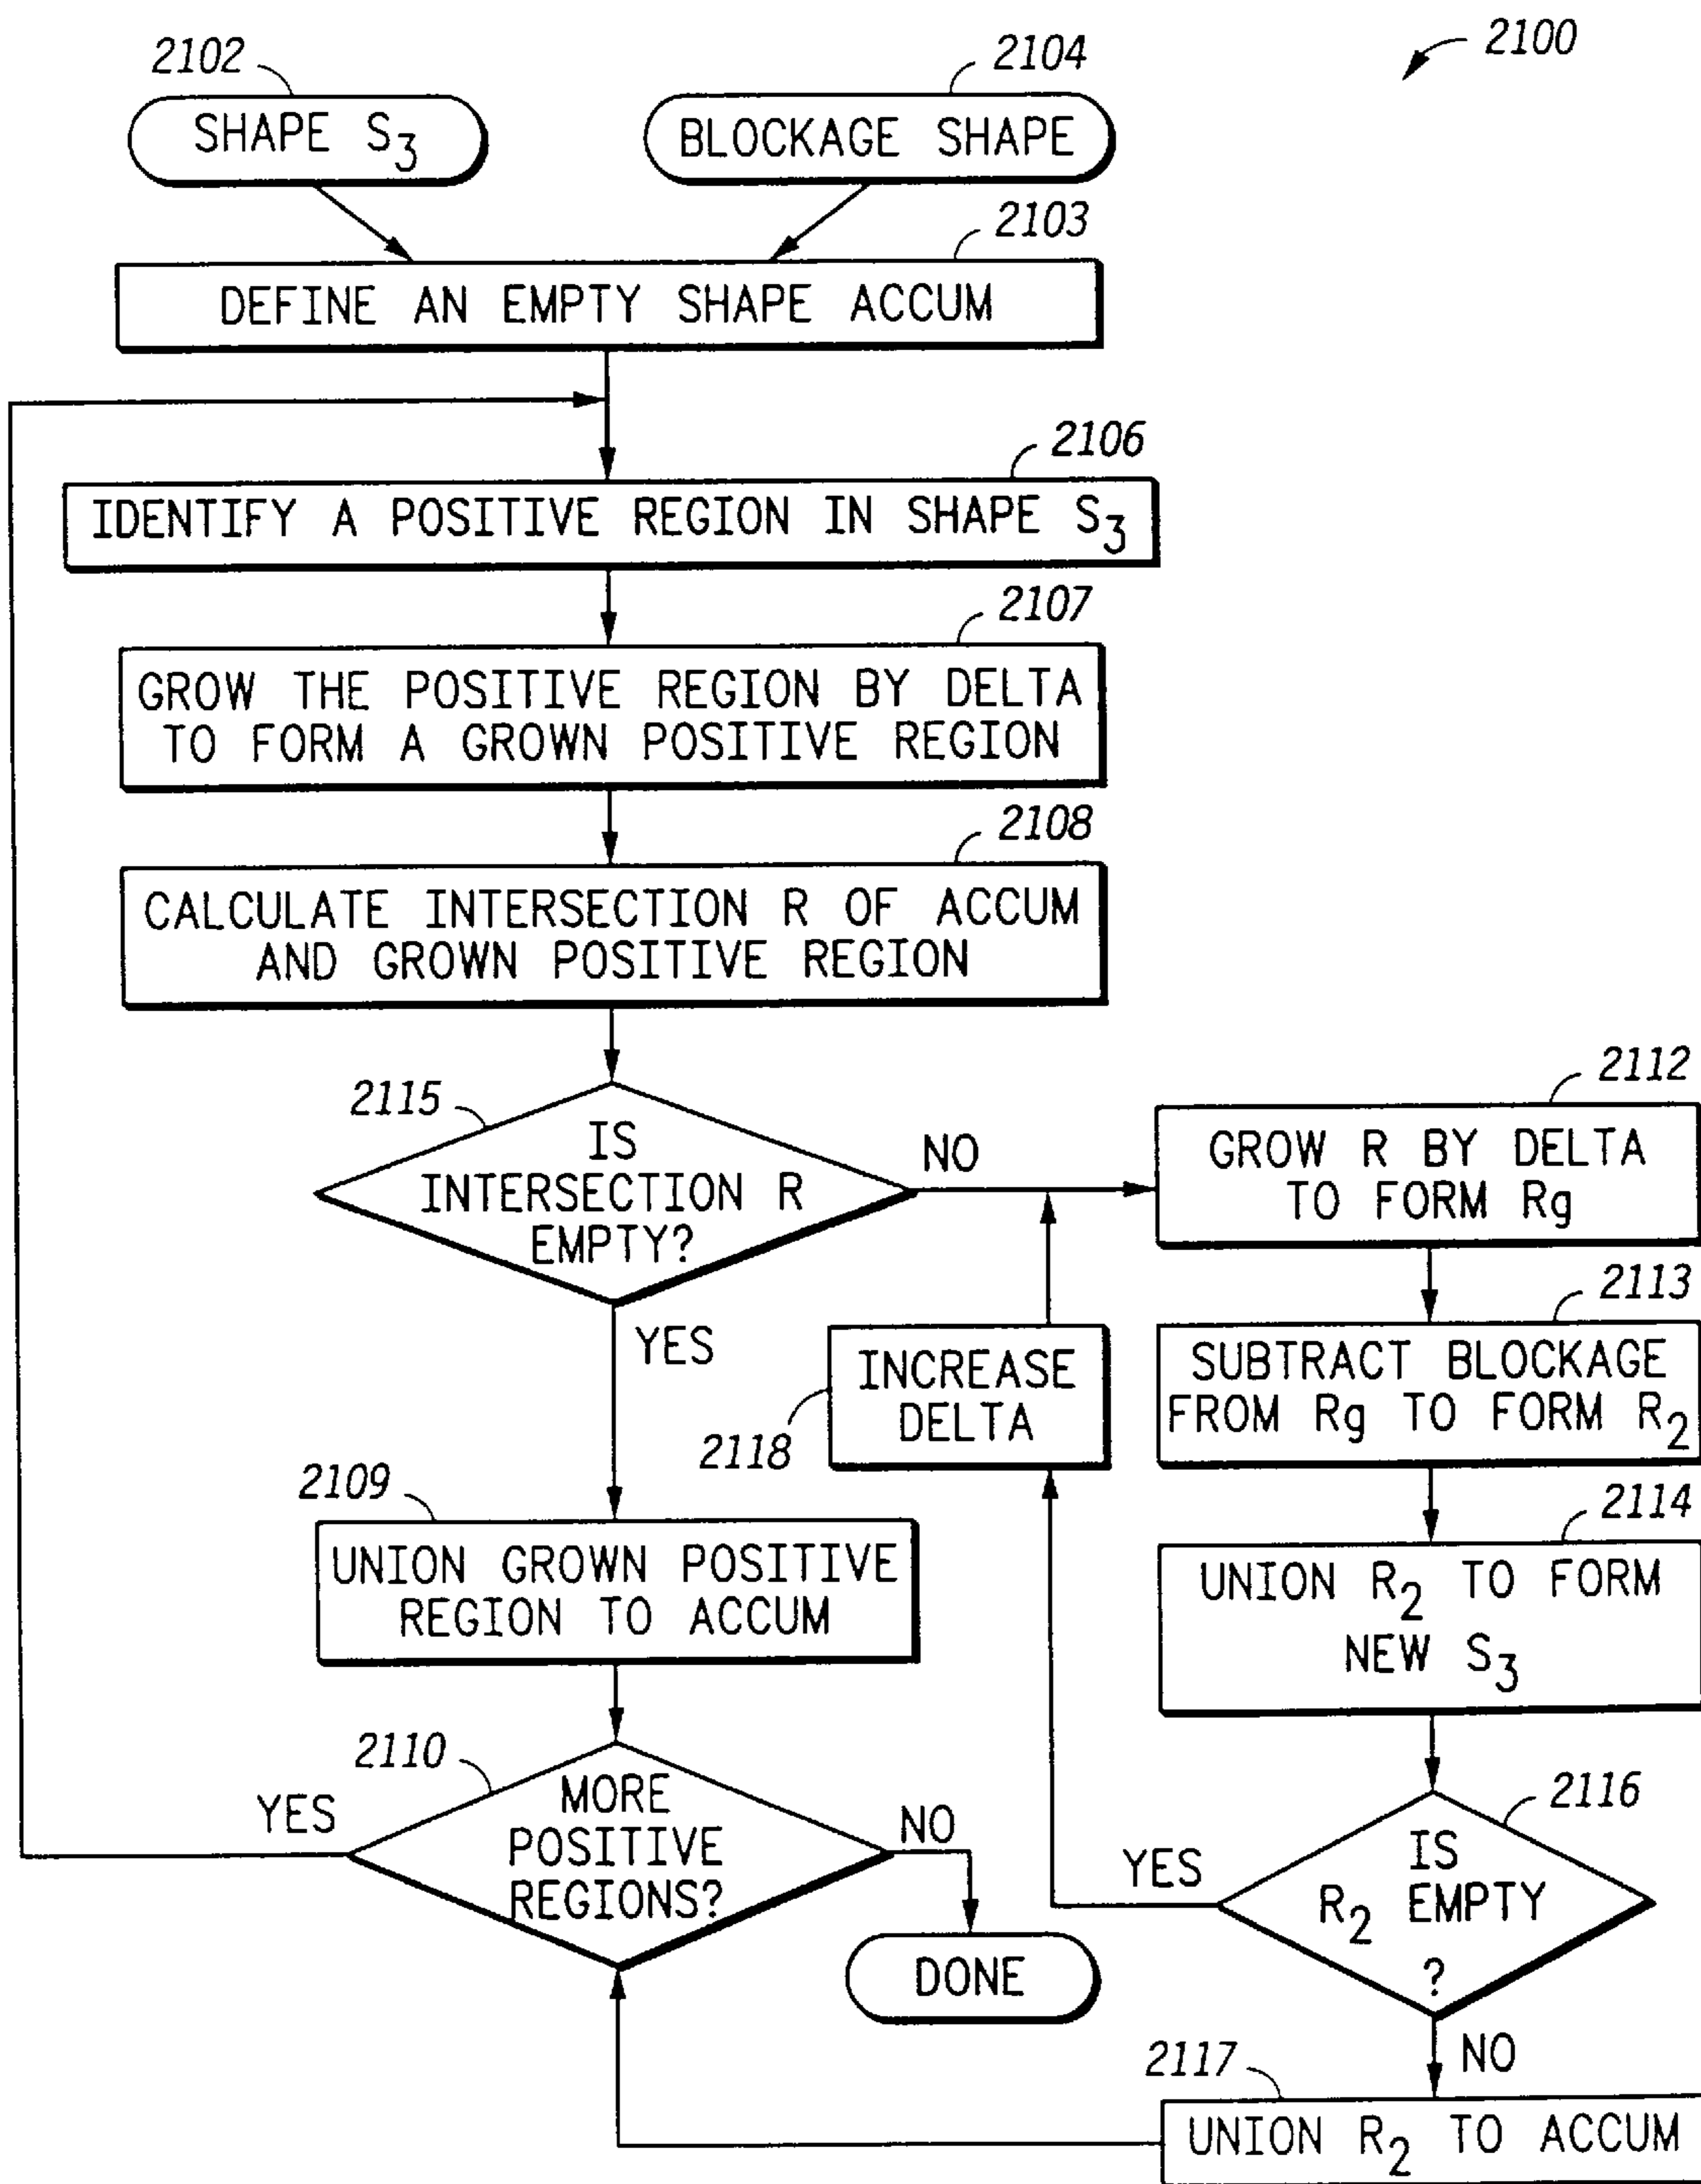 2100
2102
SHAPE S3
2104
BLOCKAGE SHAPE
2103
DEFINE AN EMPTY SHAPE ACCUM
2106
IDENTIFY A POSITIVE REGION IN SHAPE S3
2107
GROW THE POSITIVE REGION BY DELTA
TO FORM A GROWN POSITIVE REGION
2108
CALCULATE INTERSECTION R OF ACCUM
AND GROWN POSITIVE REGION
2115
IS
INTERSECTION R
EMPTY?
NO
YES
2112
GROW R BY DELTA
TO FORM Rg
2113
SUBTRACT BLOCKAGE
FROM Rg TO FORM R2
2118
INCREASE
DELTA
2114
UNION R2 TO FORM
NEW S3
2109
UNION GROWN POSITIVE
REGION TO ACCUM
2110
MORE
POSITIVE
REGIONS?
YES
NO
DONE
2116
IS
R2 EMPTY
?
YES
NO
2117
UNION R2 TO ACCUM